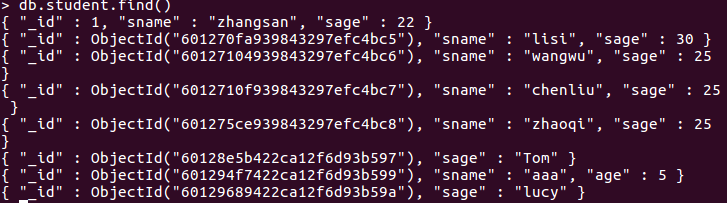 > db.student.find()
{ "_id" : 1, "sname" : "zhangsan", "sage" : 22 }
{ "_id" : ObjectId("601270fa939843297efc4bc5"), "sname" : "lisi", "sage" : 30 }
{ "_id" : ObjectId("60127104939843297efc4bc6"), "sname" : "wangwu", "sage" : 25
}
{ "_id" : ObjectId("6012710f939843297efc4bc7"), "sname" : "chenliu", "sage" : 25
 }
{ "_id" : ObjectId("601275ce939843297efc4bc8"), "sname" : "zhaoqi", "sage" : 25
}
{ "_id" : ObjectId("60128e5b422ca12f6d93b597"), "sage" : "Tom" }
{ "_id" : ObjectId("601294f7422ca12f6d93b599"), "sname" : "aaa", "age" : 5 }
{ "_id" : ObjectId("60129689422ca12f6d93b59a"), "sage" : "lucy" }